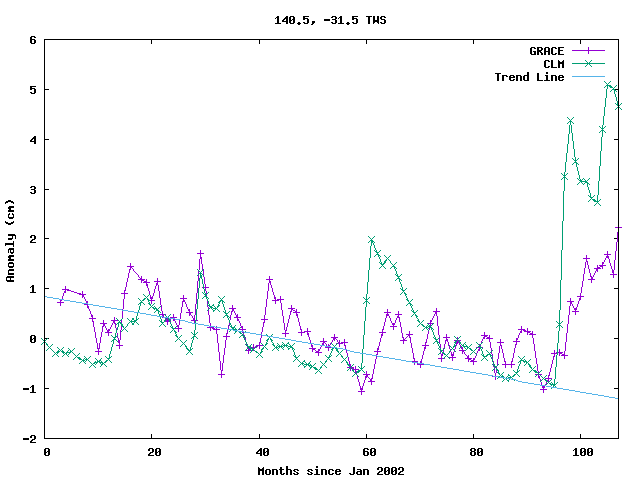 140.5, -31.5 TWS
GRACE
CLM
Trend Line
Anomaly (cm)
6
5
4
3
2
1
0
-1
-2
0 20 40 60 80 100
Months since Jan 2002